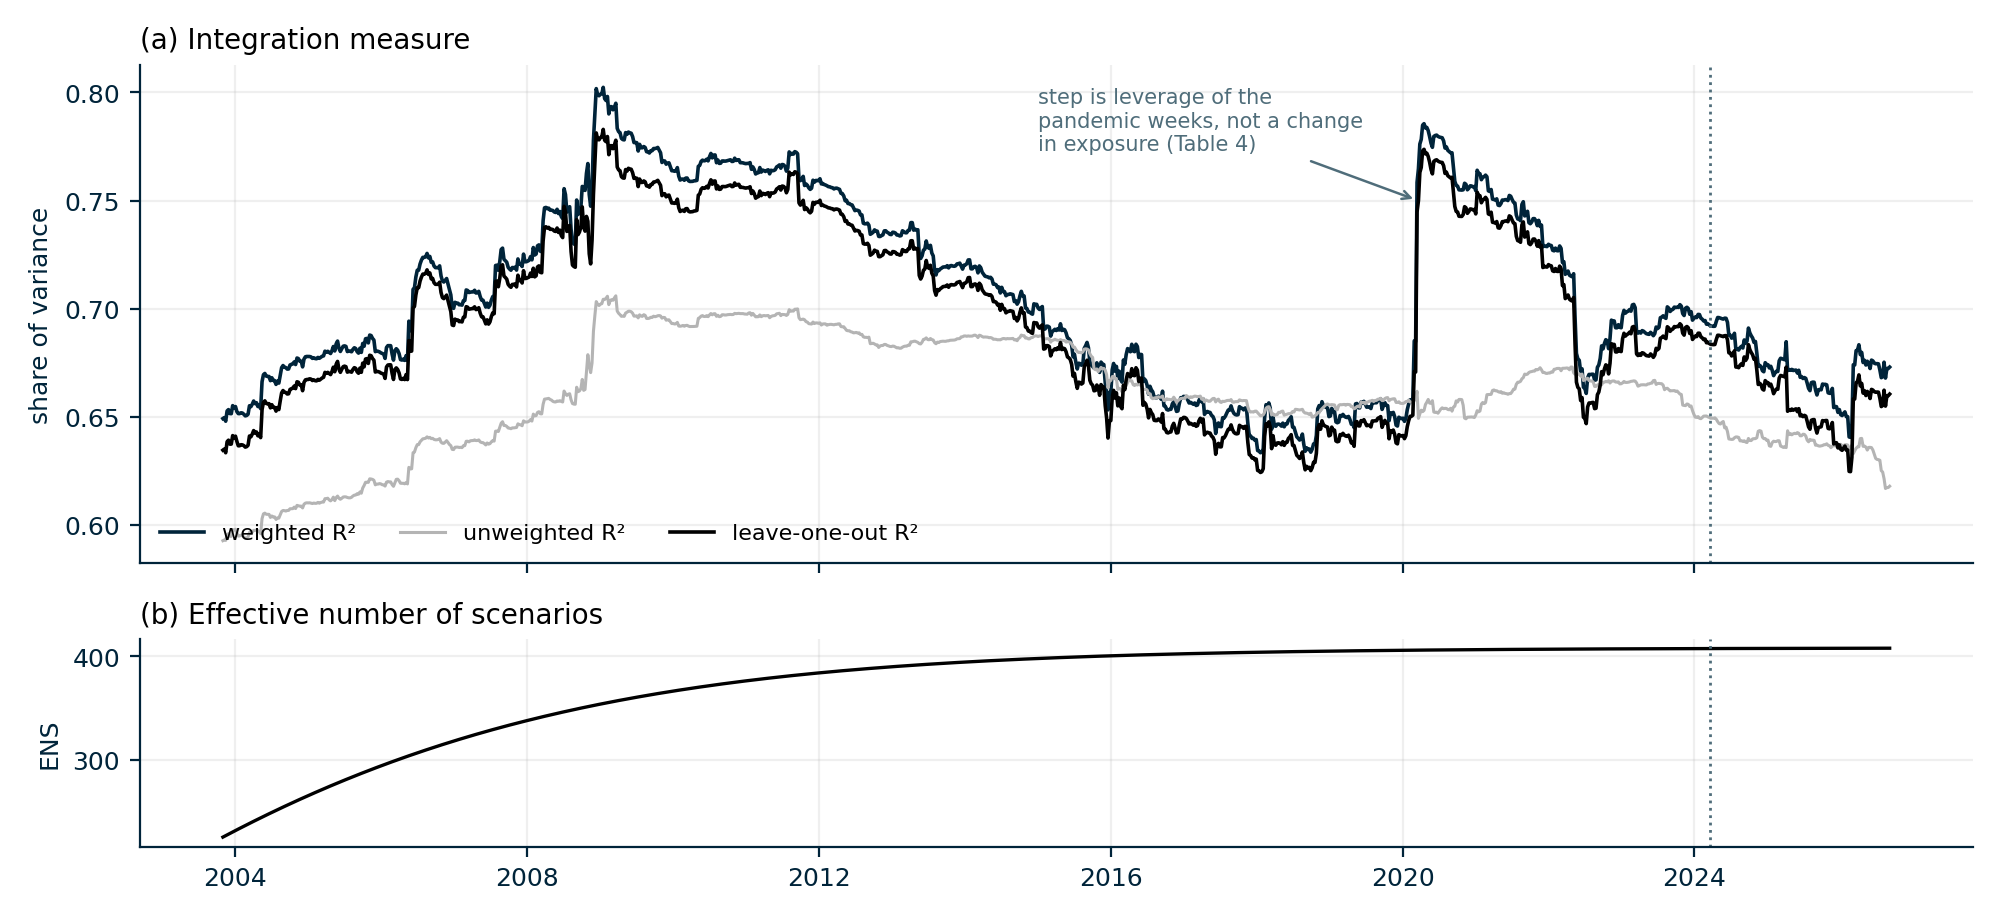 (a) Integration measure
share of variance
0.80
0.75
0.70
0.65
0.60
step is leverage of the
pandemic weeks, not a change
in exposure (Table 4)
weighted R²
unweighted R²
leave-one-out R²
(b) Effective number of scenarios
ENS
400
300
2004
2008
2012
2016
2020
2024